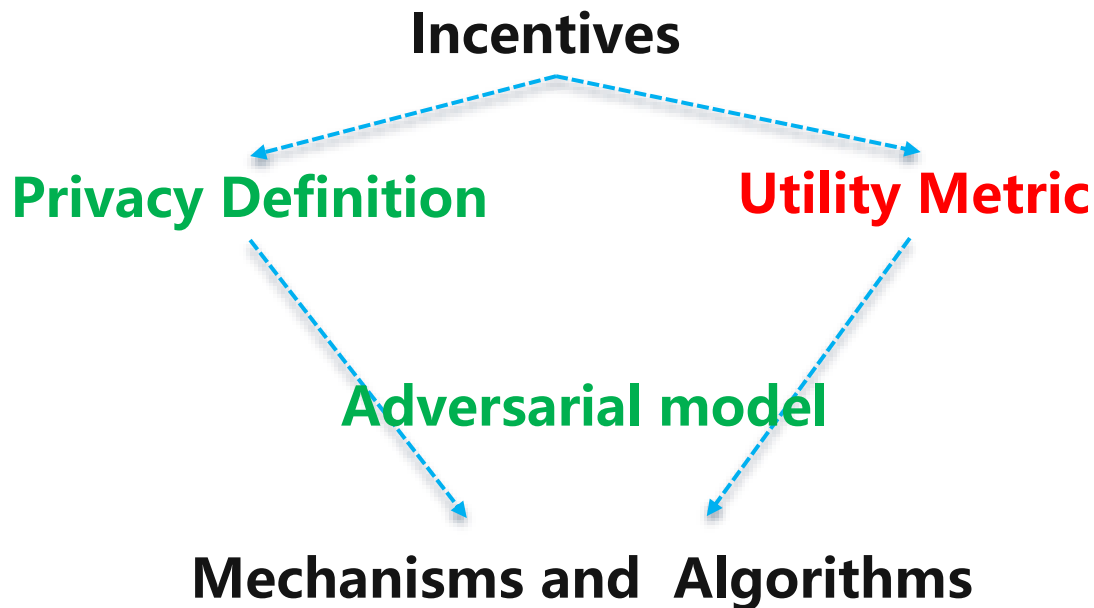 Incentives
Privacy Definition
Utility Metric
Adversarial model
Mechanisms and  Algorithms